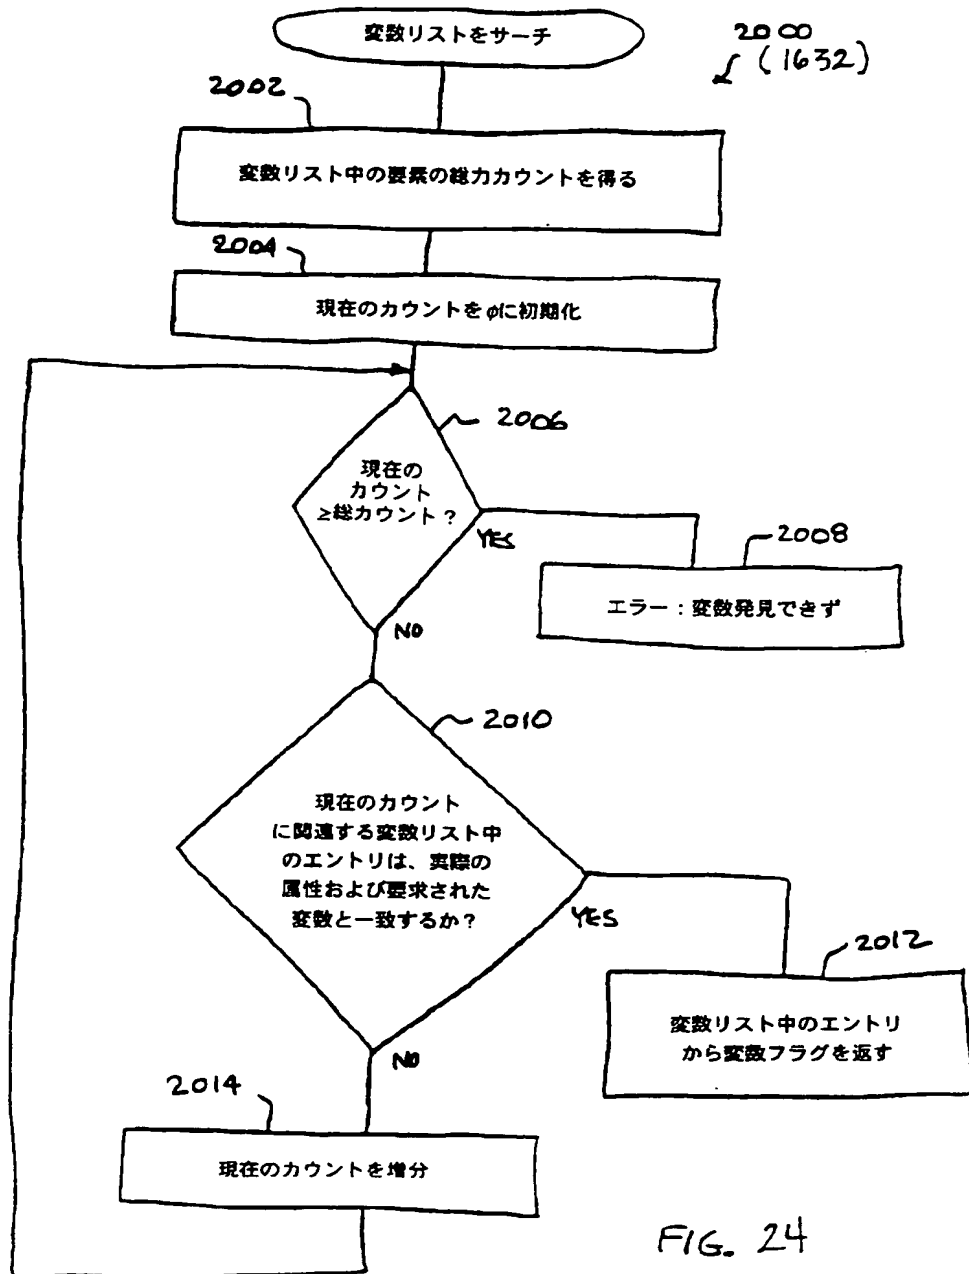 変数リストをサーチ
2000
(1632)
2002
変数リスト中の要素の総力カウントを得る
2004
現在のカウントをφに初期化
2006
現在の
カウント
≥総カウント？
YES
2008
エラー：変数発見できず
NO
2010
現在のカウント
に関連する変数リスト中
のエントリは、実際の
属性および要求された
変数と一致するか？
YES
2012
変数リスト中のエントリ
から変数フラグを返す
NO
2014
現在のカウントを増分
FIG. 24